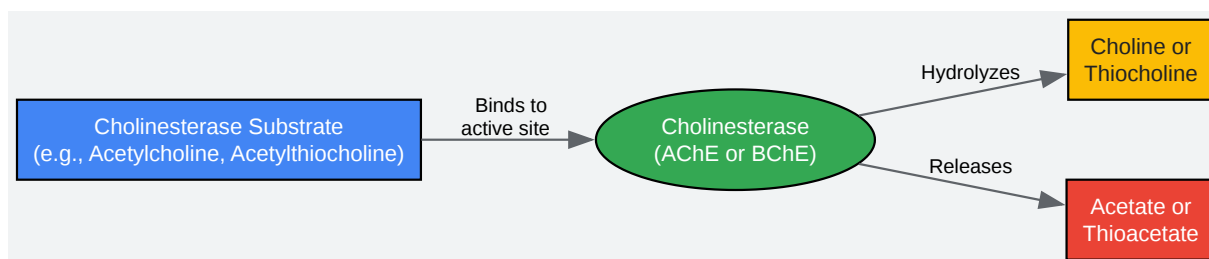 Cholinesterase Substrate
(e.g., Acetylcholine, Acetylthiocholine)
Binds to
active site
Cholinesterase
(AChE or BChE)
Hydrolyzes
Choline or
Thiocholine
Releases
Acetate or
Thioacetate